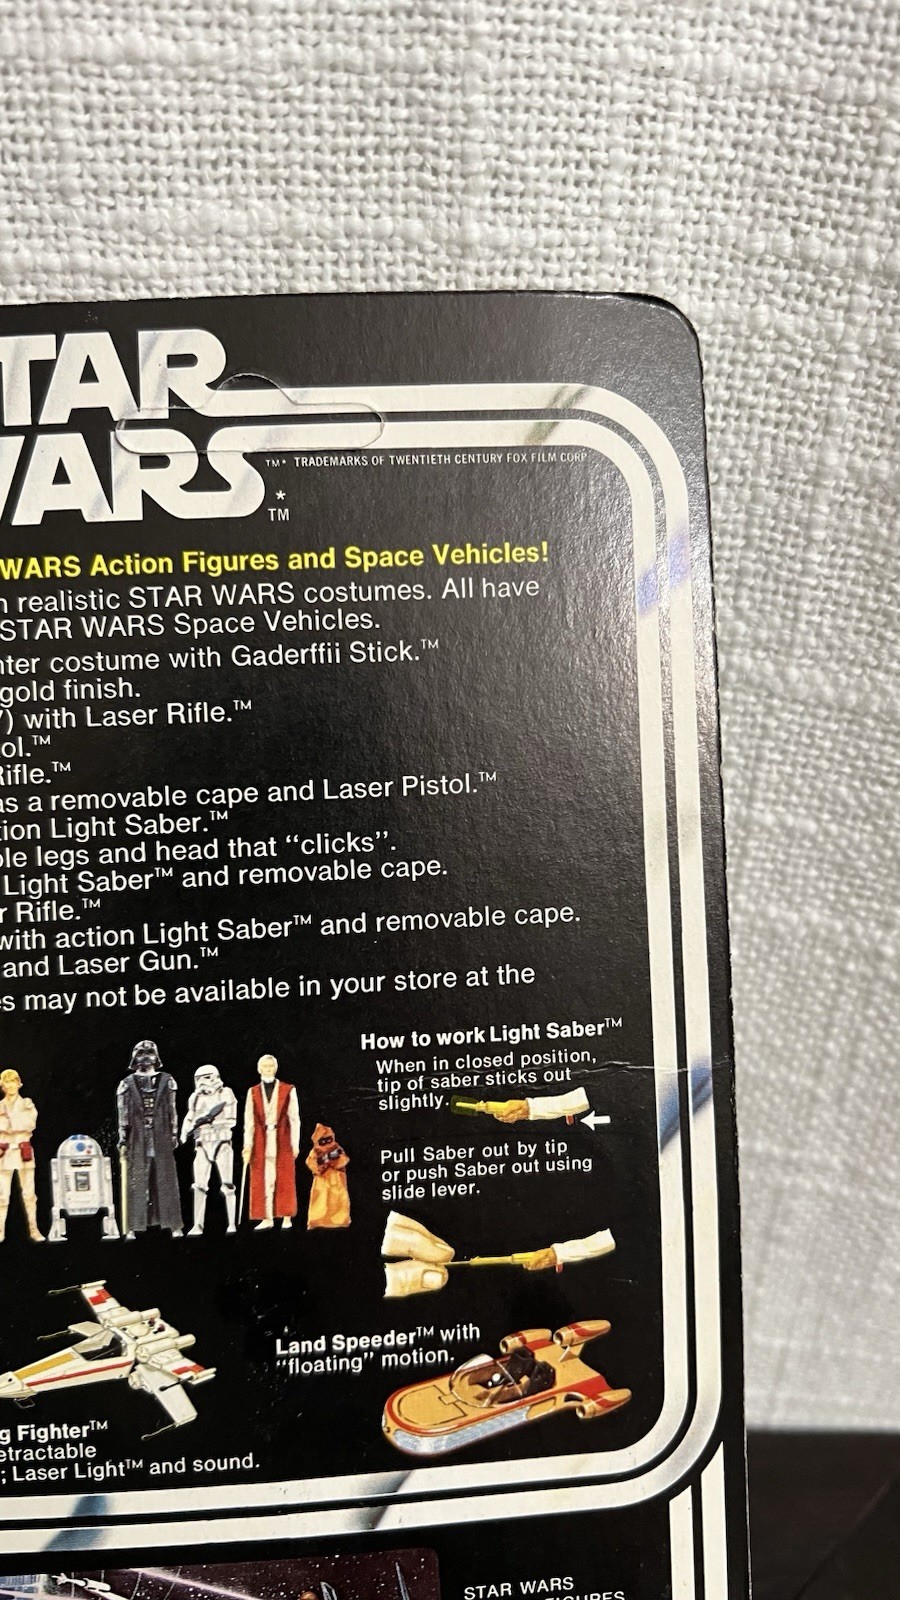 TAR
WARS
TM* TRADEMARKS OF TWENTIETH CENTURY FOX FILM CORP
*
TM
WARS Action Figures and Space Vehicles!
n realistic STAR WARS costumes. All have
STAR WARS Space Vehicles.
nter costume with Gaderffii Stick.™
gold finish.
) with Laser Rifle.™
ol.™
Rifle.™
as a removable cape and Laser Pistol.™
tion Light Saber.™
ble legs and head that “clicks”.
Light Saber™ and removable cape.
r Rifle.™
with action Light Saber™ and removable cape.
and Laser Gun.™
s may not be available in your store at the
How to work Light Saber™
When in closed position,
tip of saber sticks out
slightly.
Pull Saber out by tip
or push Saber out using
slide lever.
Land Speeder™ with
“floating” motion.
g Fighter™
etractable
; Laser Light™ and sound.
STAR WARS
FIGURES